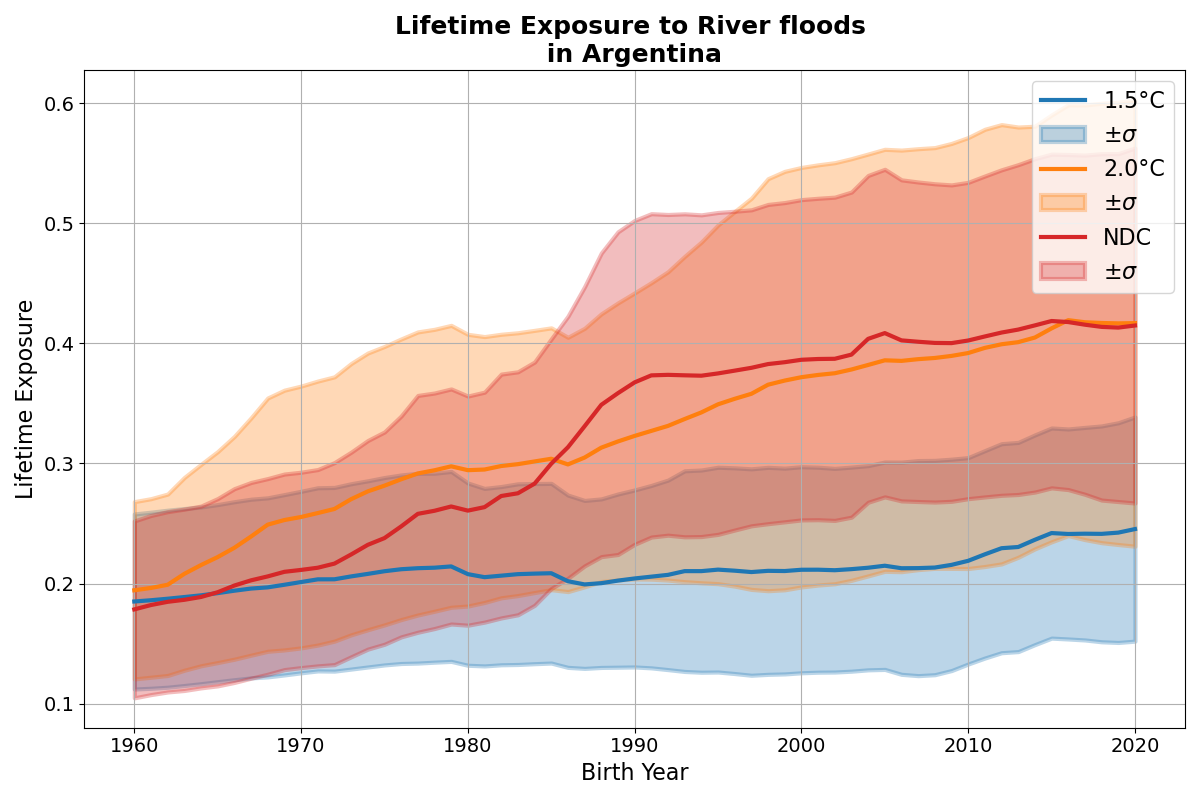 Lifetime Exposure to River floods
in Argentina
Lifetime Exposure
0.6
0.5
0.4
0.3
0.2
0.1
1960
1970
1980
1990
2000
2010
2020
Birth Year
1.5°C
±σ
2.0°C
±σ
NDC
±σ